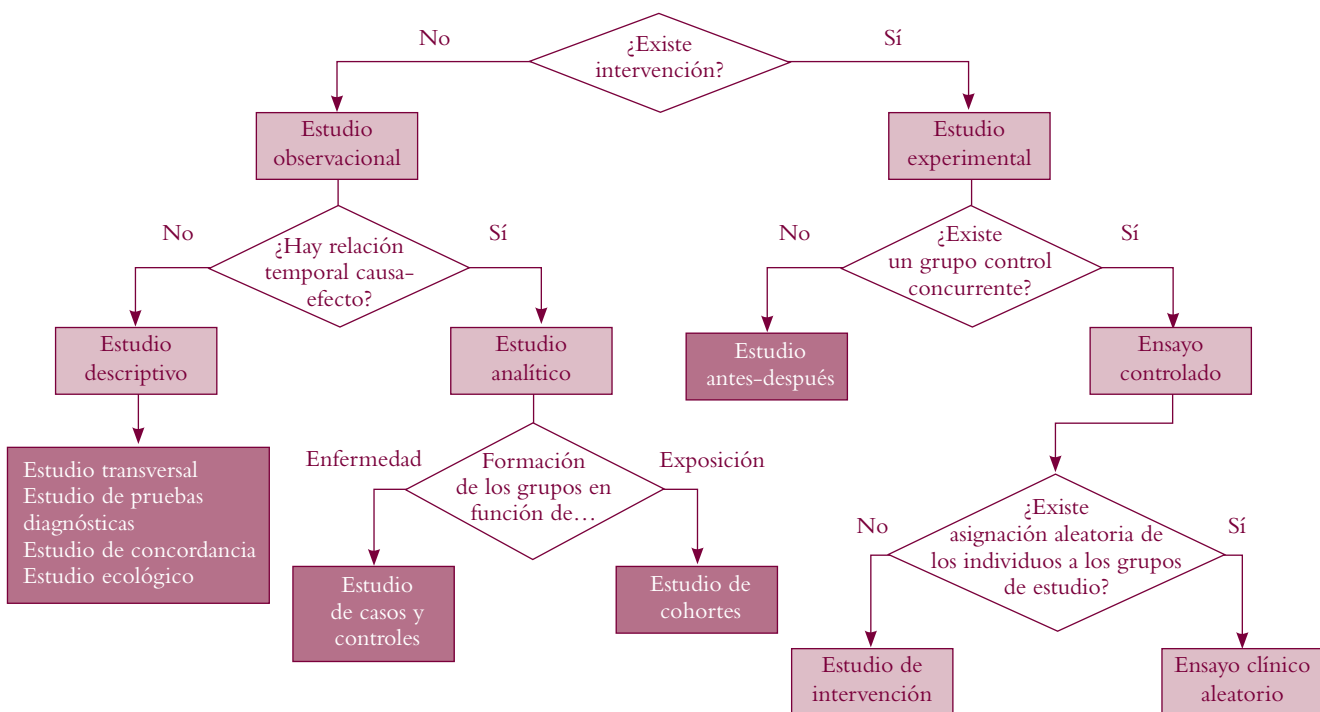 No
¿Existe
intervención?
Sí
Estudio
observacional
Estudio
experimental
No
¿Hay relación
temporal causa-
efecto?
Sí
No
¿Existe
un grupo control
concurrente?
Sí
Estudio
descriptivo
Estudio
analítico
Estudio
antes-después
Ensayo
controlado
Estudio transversal
Estudio de pruebas
diagnósticas
Estudio de concordancia
Estudio ecológico
Enfermedad
Formación
de los grupos en
función de…
Exposición
Estudio
de casos y
controles
Estudio de
cohortes
No
¿Existe
asignación aleatoria de
los individuos a los grupos
de estudio?
Sí
Estudio de
intervención
Ensayo clínico
aleatorio